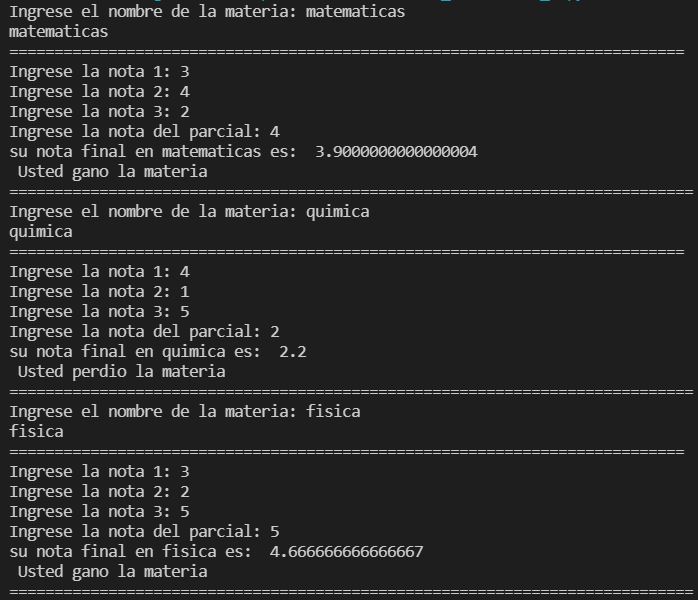 Ingrese el nombre de la materia: matematicas
matematicas
===========================================================================
Ingrese la nota 1: 3
Ingrese la nota 2: 4
Ingrese la nota 3: 2
Ingrese la nota del parcial: 4
su nota final en matematicas es:  3.9000000000000004
 Usted gano la materia
============================================================================
Ingrese el nombre de la materia: quimica
quimica
===========================================================================
Ingrese la nota 1: 4
Ingrese la nota 2: 1
Ingrese la nota 3: 5
Ingrese la nota del parcial: 2
su nota final en quimica es:  2.2
 Usted perdio la materia
============================================================================
Ingrese el nombre de la materia: fisica
fisica
===========================================================================
Ingrese la nota 1: 3
Ingrese la nota 2: 2
Ingrese la nota 3: 5
Ingrese la nota del parcial: 5
su nota final en fisica es:  4.666666666666667
 Usted gano la materia
============================================================================